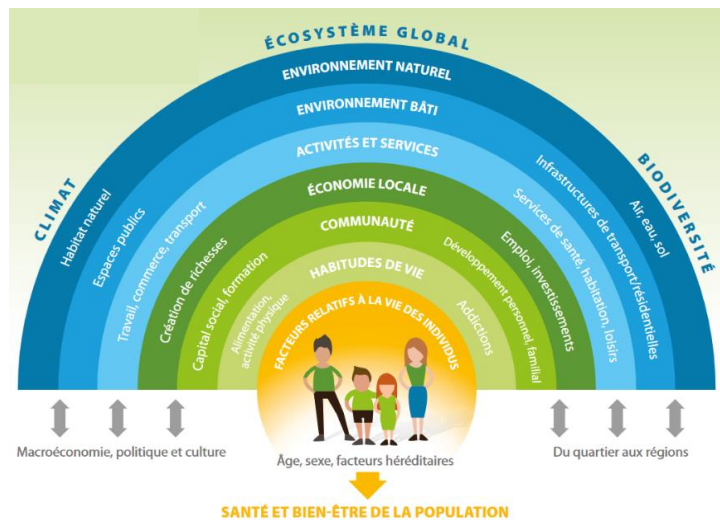 ÉCOSYSTÈME GLOBAL
CLIMAT
BIODIVERSITÉ
ENVIRONNEMENT NATUREL
Habitat naturel
Air, eau, sol
ENVIRONNEMENT BÂTI
Espaces publics
Infrastructures de transport/résidentielles
ACTIVITÉS ET SERVICES
Travail, commerce, transport
Services de santé, habitation, loisirs
ÉCONOMIE LOCALE
Création de richesses
Emploi, investissements
COMMUNAUTÉ
Capital social, formation
Développement personnel, familial
HABITUDES DE VIE
Alimentation,
activité physique
Addictions
FACTEURS RELATIFS À LA VIE DES INDIVIDUS
Macroéconomie, politique et culture
Âge, sexe, facteurs héréditaires
Du quartier aux régions
SANTÉ ET BIEN-ÊTRE DE LA POPULATION